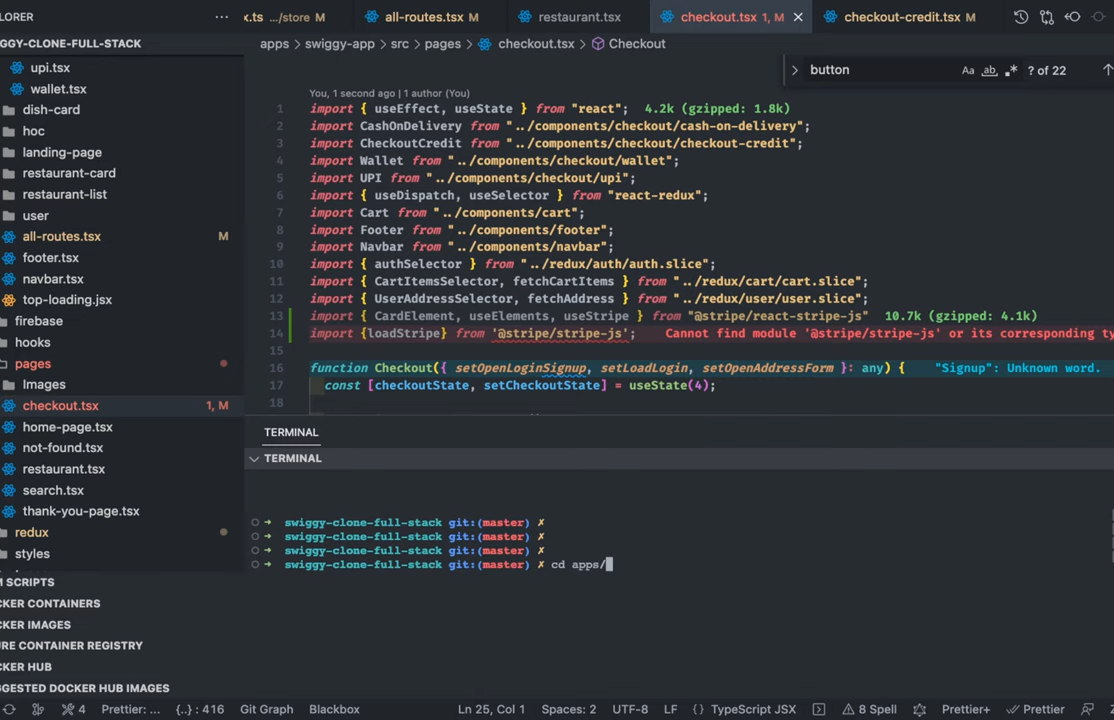 x.ts .../store M
all-routes.tsx M
restaurant.tsx
checkout.tsx 1, M ×
checkout-credit.tsx M
LORER ...
GGY-CLONE-FULL-STACK
upi.tsx
wallet.tsx
dish-card
hoc
landing-page
restaurant-card
restaurant-list
user
all-routes.tsx M
footer.tsx
navbar.tsx
top-loading.jsx
firebase
hooks
pages
Images
checkout.tsx 1, M
home-page.tsx
not-found.tsx
restaurant.tsx
search.tsx
thank-you-page.tsx
redux
styles
M SCRIPTS
CKER CONTAINERS
CKER IMAGES
URE CONTAINER REGISTRY
CKER HUB
GGESTED DOCKER HUB IMAGES
apps > swiggy-app > src > pages > checkout.tsx > Checkout
button Aa ab .* ? of 22
You, 1 second ago | 1 author (You)
1 import { useEffect, useState } from "react"; 4.2k (gzipped: 1.8k)
2 import CashOnDelivery from "../components/checkout/cash-on-delivery";
3 import CheckoutCredit from "../components/checkout/checkout-credit";
4 import Wallet from "../components/checkout/wallet";
5 import UPI from "../components/checkout/upi";
6 import { useDispatch, useSelector } from "react-redux";
7 import Cart from "../components/cart";
8 import Footer from "../components/footer";
9 import Navbar from "../components/navbar";
10 import { authSelector } from "../redux/auth/auth.slice";
11 import { CartItemsSelector, fetchCartItems } from "../redux/cart/cart.slice";
12 import { UserAddressSelector, fetchAddress } from "../redux/user/user.slice";
13 import { CardElement, useElements, useStripe } from "@stripe/react-stripe-js" 10.7k (gzipped: 4.1k)
14 import {loadStripe} from '@stripe/stripe-js'; Cannot find module '@stripe/stripe-js' or its corresponding ty
15
16 function Checkout({ setOpenLoginSignup, setLoadLogin, setOpenAddressForm }: any) { "Signup": Unknown word.
17 const [checkoutState, setCheckoutState] = useState(4);
18
TERMINAL
TERMINAL
➜ swiggy-clone-full-stack git:(master) ✗
➜ swiggy-clone-full-stack git:(master) ✗
➜ swiggy-clone-full-stack git:(master) ✗
➜ swiggy-clone-full-stack git:(master) ✗ cd apps/
4 Prettier: ... {..} : 416 Git Graph Blackbox Ln 25, Col 1 Spaces: 2 UTF-8 LF {} TypeScript JSX 8 Spell Prettier+ Prettier